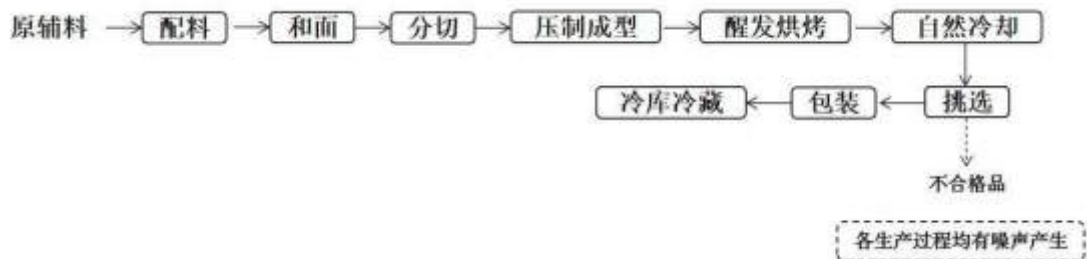 原辅料 配料 和面 分切 压制成型 醒发烘烤 自然冷却
冷库冷藏 包装 挑选
不合格品
各生产过程均有噪声产生